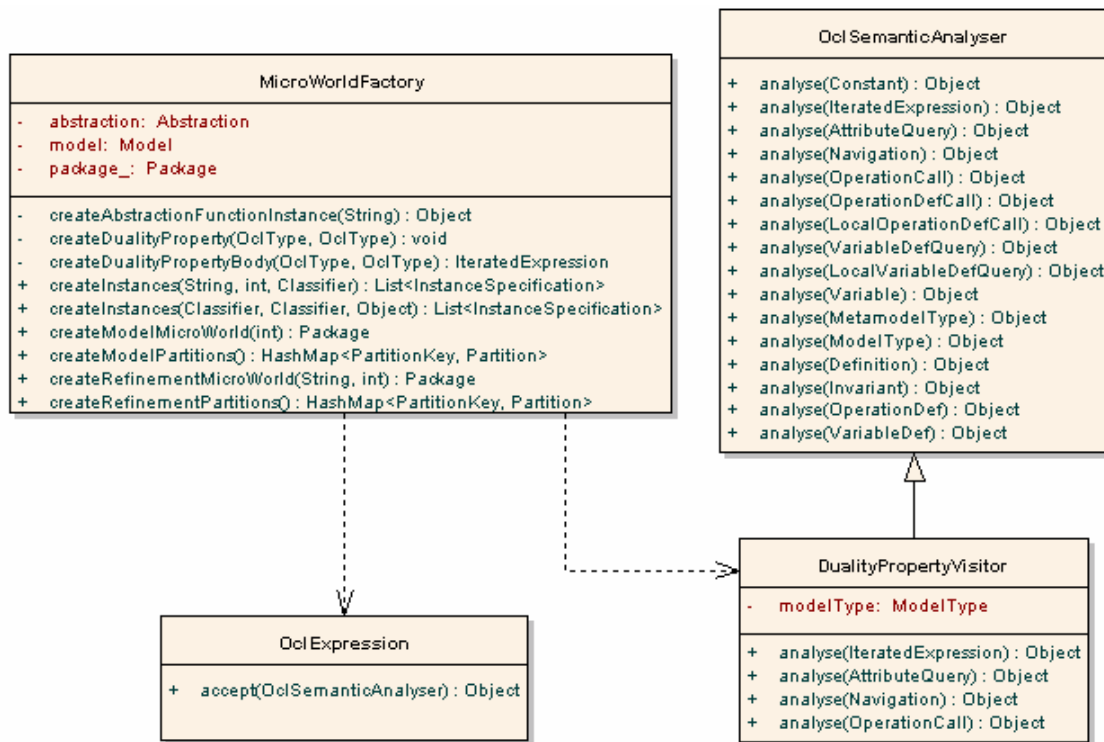 MicroWorldFactory
- abstraction: Abstraction
- model: Model
- package_: Package
- createAbstractionFunctionInstance(String) : Object
- createDualityProperty(OclType, OclType) : void
- createDualityPropertyBody(OclType, OclType) : IteratedExpression
+ createInstances(String, int, Classifier) : List<InstanceSpecification>
+ createInstances(Classifier, Classifier, Object) : List<InstanceSpecification>
+ createModelMicroWorld(int) : Package
+ createModelPartitions() : HashMap<PartitionKey, Partition>
+ createRefinementMicroWorld(String, int) : Package
+ createRefinementPartitions() : HashMap<PartitionKey, Partition>
OclSemanticAnalyser
+ analyse(Constant) : Object
+ analyse(IteratedExpression) : Object
+ analyse(AttributeQuery) : Object
+ analyse(Navigation) : Object
+ analyse(OperationCall) : Object
+ analyse(OperationDefCall) : Object
+ analyse(LocalOperationDefCall) : Object
+ analyse(VariableDefQuery) : Object
+ analyse(LocalVariableDefQuery) : Object
+ analyse(Variable) : Object
+ analyse(MetamodelType) : Object
+ analyse(ModelType) : Object
+ analyse(Definition) : Object
+ analyse(Invariant) : Object
+ analyse(OperationDef) : Object
+ analyse(VariableDef) : Object
OclExpression
+ accept(OclSemanticAnalyser) : Object
DualityPropertyVisitor
- modelType: ModelType
+ analyse(IteratedExpression) : Object
+ analyse(AttributeQuery) : Object
+ analyse(Navigation) : Object
+ analyse(OperationCall) : Object